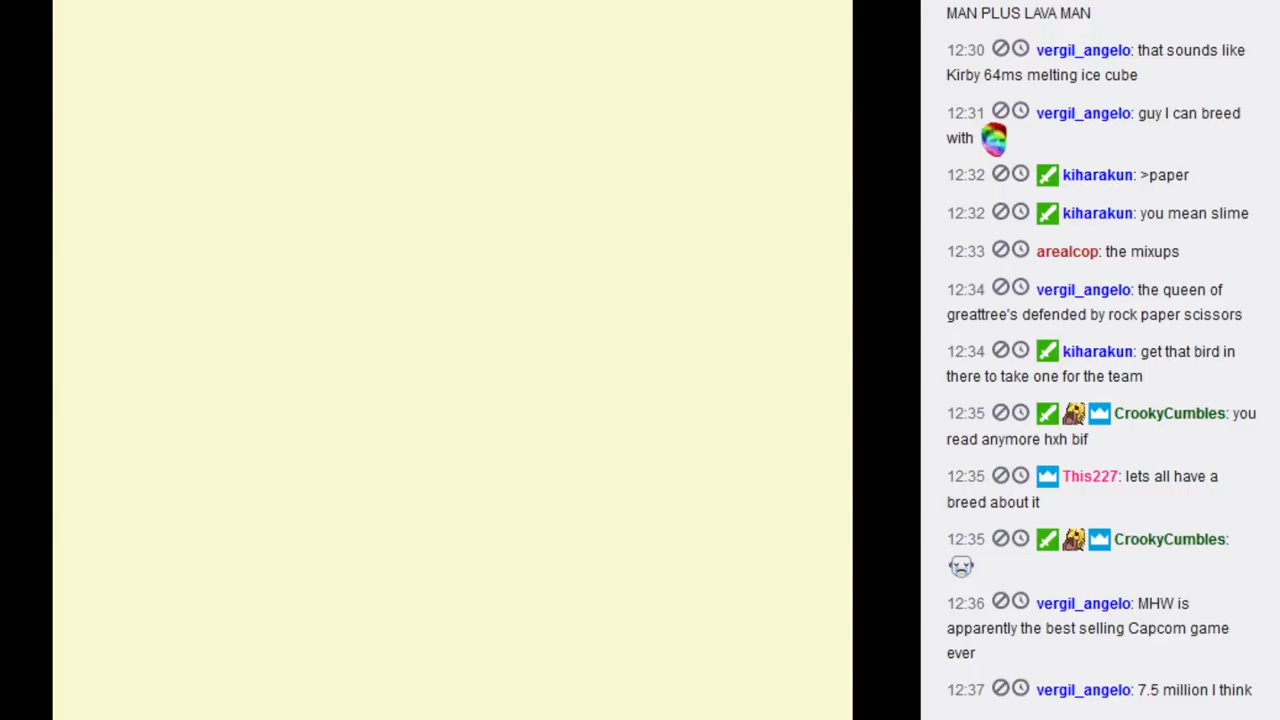 MAN PLUS LAVA MAN
12:30 vergil_angelo: that sounds like
Kirby 64ms melting ice cube
12:31 vergil_angelo: guy I can breed
with
12:32 kiharakun: >paper
12:32 kiharakun: you mean slime
12:33 arealcop: the mixups
12:34 vergil_angelo: the queen of
greattree's defended by rock paper scissors
12:34 kiharakun: get that bird in
there to take one for the team
12:35 CrookyCumbles: you
read anymore hxh bif
12:35 This227: lets all have a
breed about it
12:35 CrookyCumbles:
12:36 vergil_angelo: MHW is
apparently the best selling Capcom game
ever
12:37 vergil_angelo: 7.5 million I think